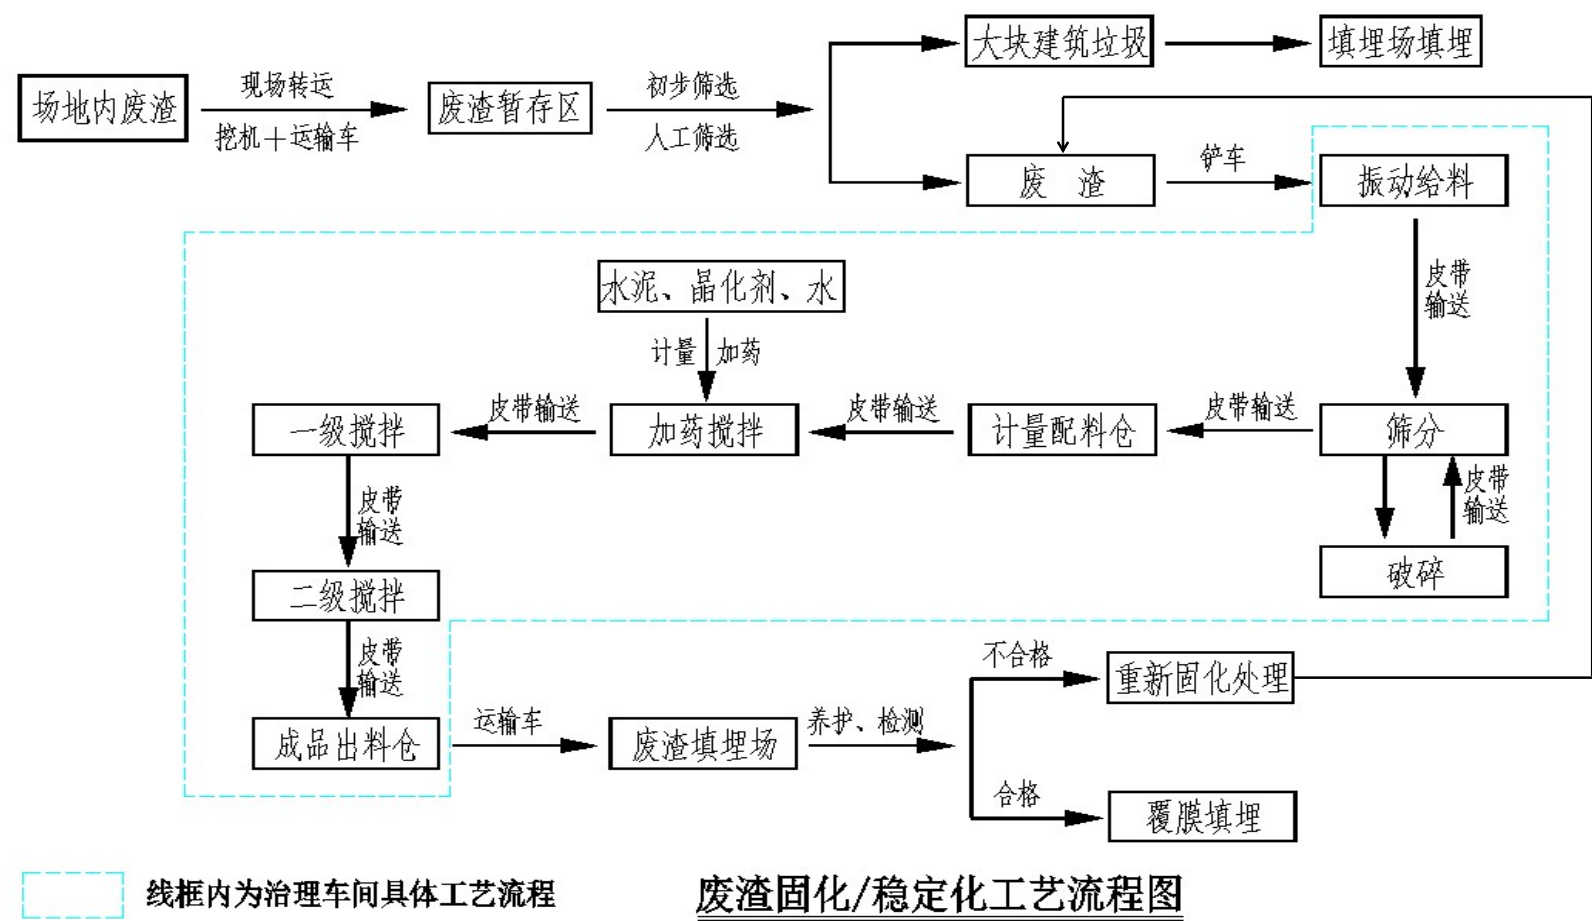 大块建筑垃圾
填埋场填埋
场地内废渣
现场转运
挖机＋运输车
废渣暂存区
初步筛选
人工筛选
废 渣
铲车
振动给料
皮带
输送
水泥、晶化剂、水
计量
加药
一级搅拌
皮带输送
加药搅拌
皮带输送
计量配料仓
皮带输送
筛分
皮带
输送
皮带
输送
破碎
二级搅拌
皮带
输送
不合格
重新固化处理
成品出料仓
运输车
废渣填埋场
养护、检测
合格
覆膜填埋
线框内为治理车间具体工艺流程
废渣固化/稳定化工艺流程图